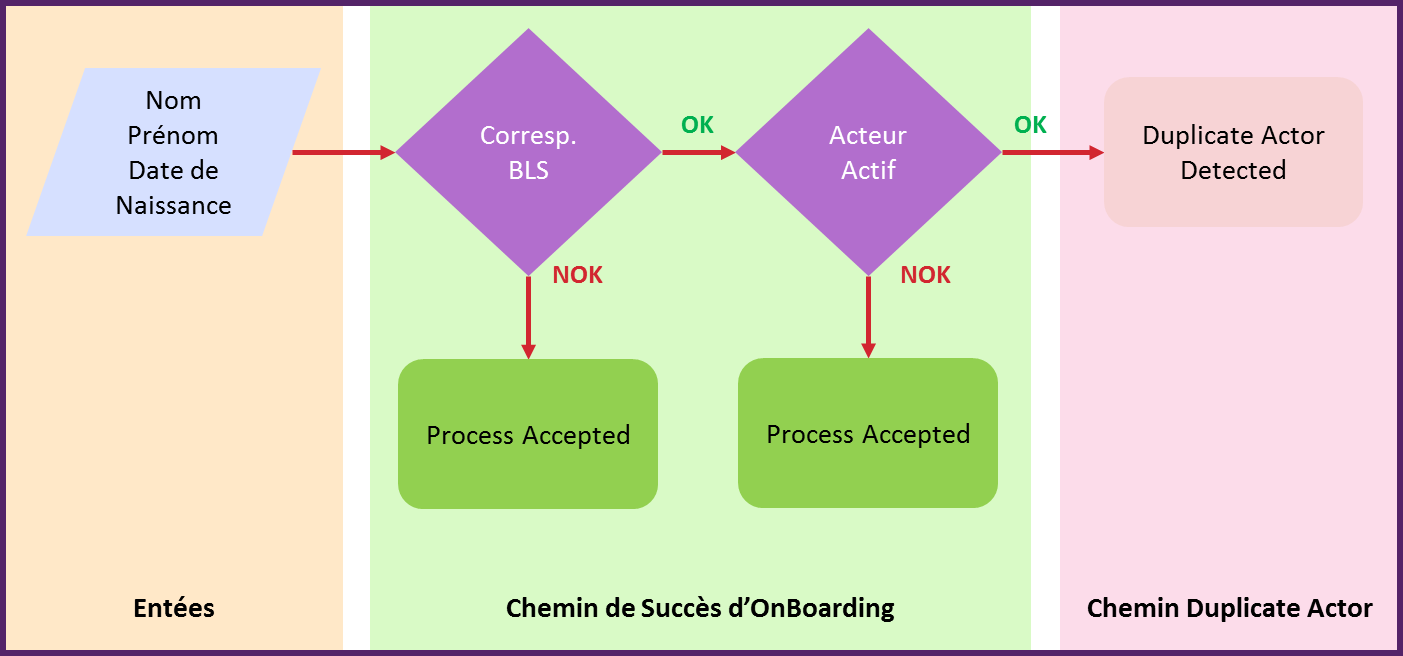 Nom
Prénom
Date de
Naissance
Corresp.
BLS
OK
Acteur
Actif
OK
Duplicate Actor
Detected
NOK
NOK
Process Accepted
Process Accepted
Entées
Chemin de Succès d’OnBoarding
Chemin Duplicate Actor